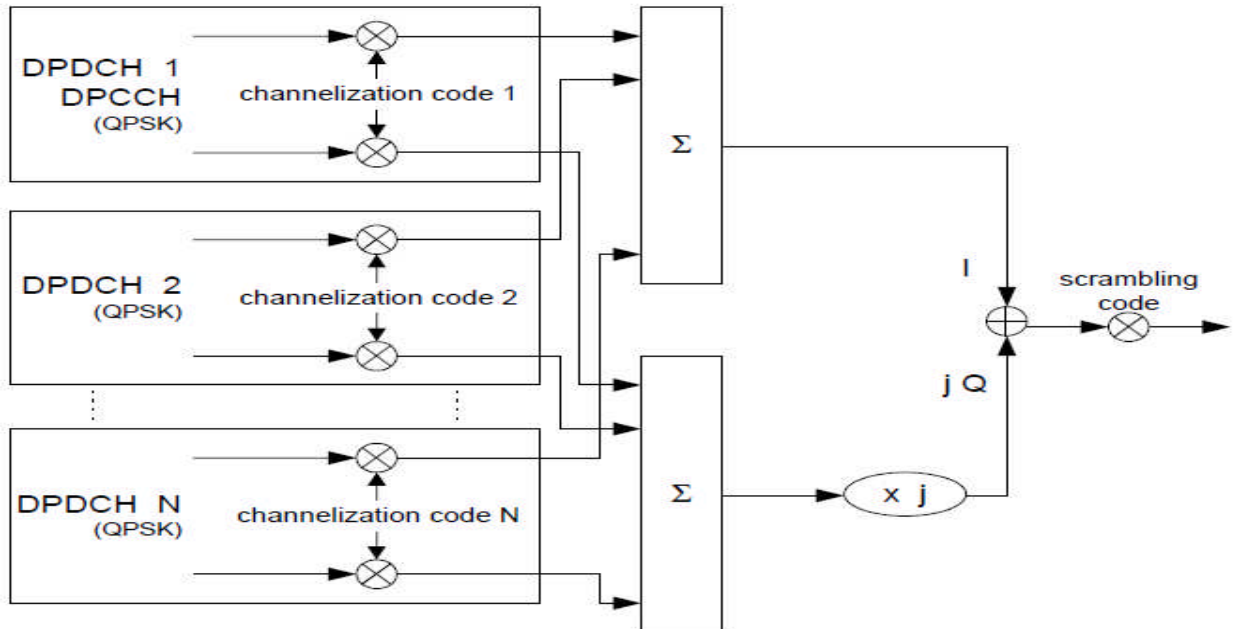 DPDCH 1
DPCCH
(QPSK)
channelization code 1
Σ
DPDCH 2
(QPSK)
channelization code 2
I
scrambling
code
j Q
DPDCH N
(QPSK)
channelization code N
Σ
x j